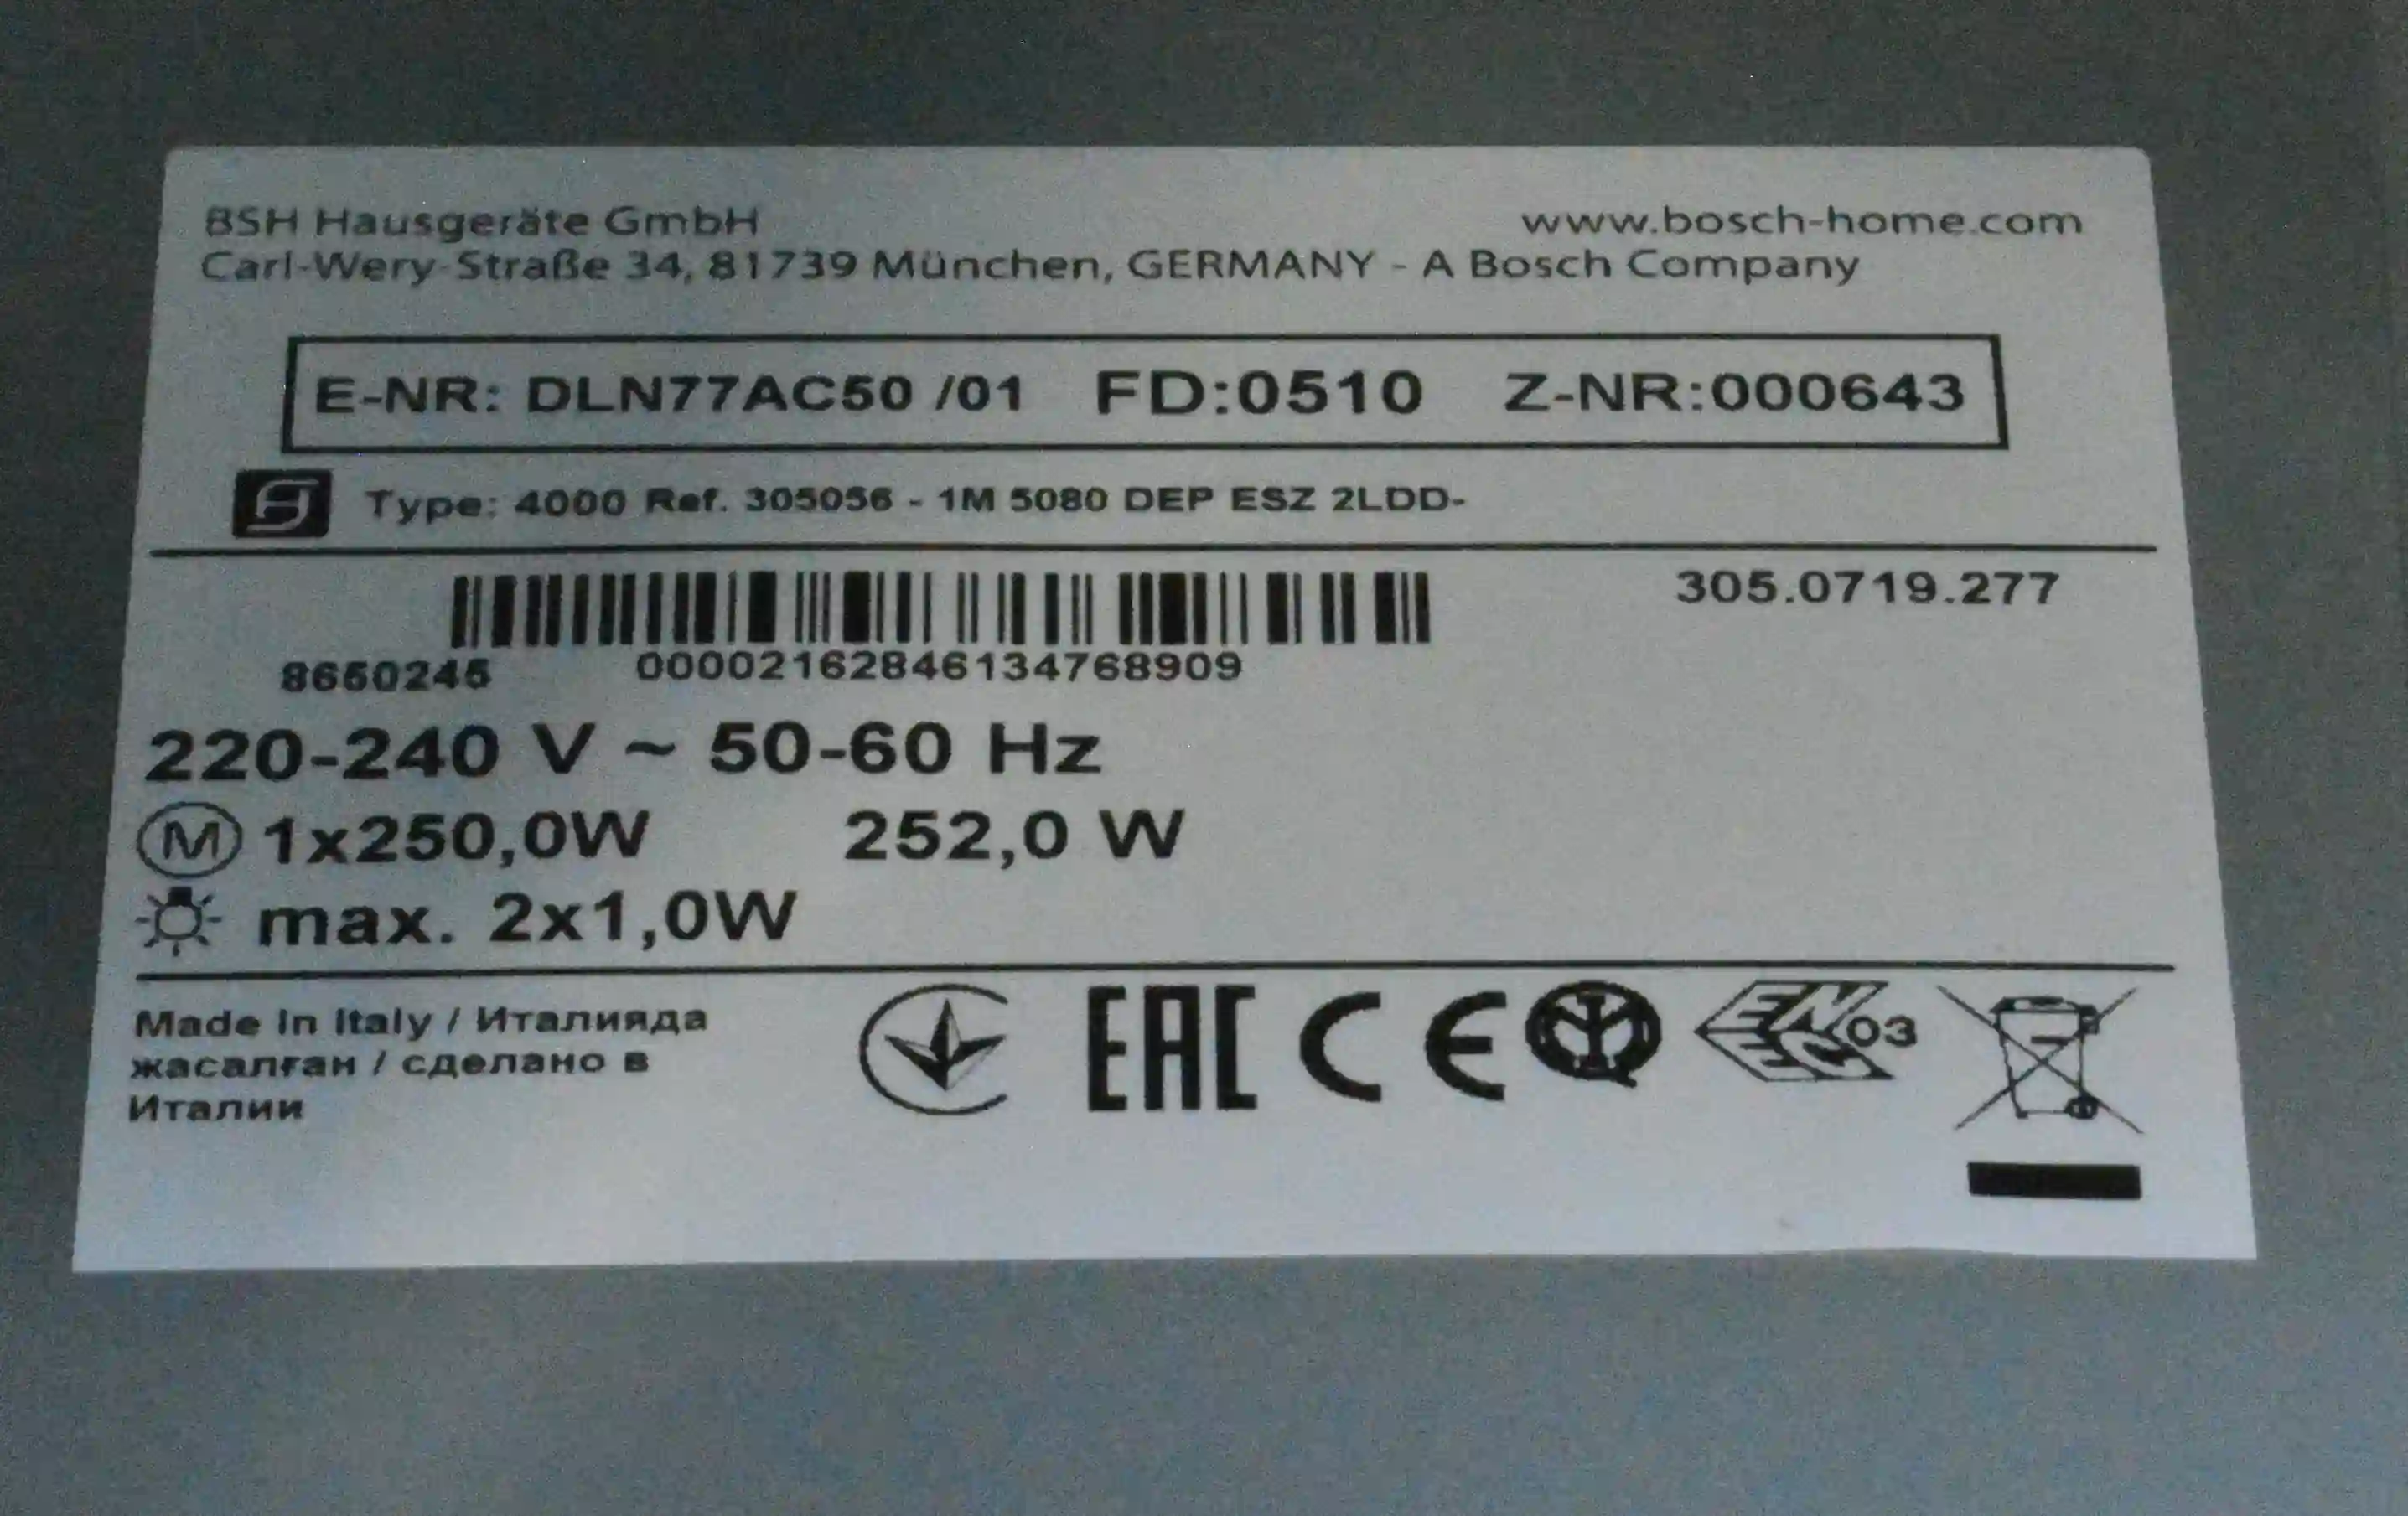 BSH Hausgeräte GmbH www.bosch-home.com
Carl-Wery-Straße 34, 81739 München, GERMANY - A Bosch Company
E-NR: DLN77AC50 /01 FD:0510 Z-NR:000643
Type: 4000 Ref. 305056 - 1M 5080 DEP ESZ 2LDD-
305.0719.277
8650245 00002162846134768909
220-240 V ~ 50-60 Hz
M 1x250,0W 252,0 W
max. 2x1,0W
Made in Italy / Италияда
жасалған / сделано в
Италии
EAC CE EN EC 03